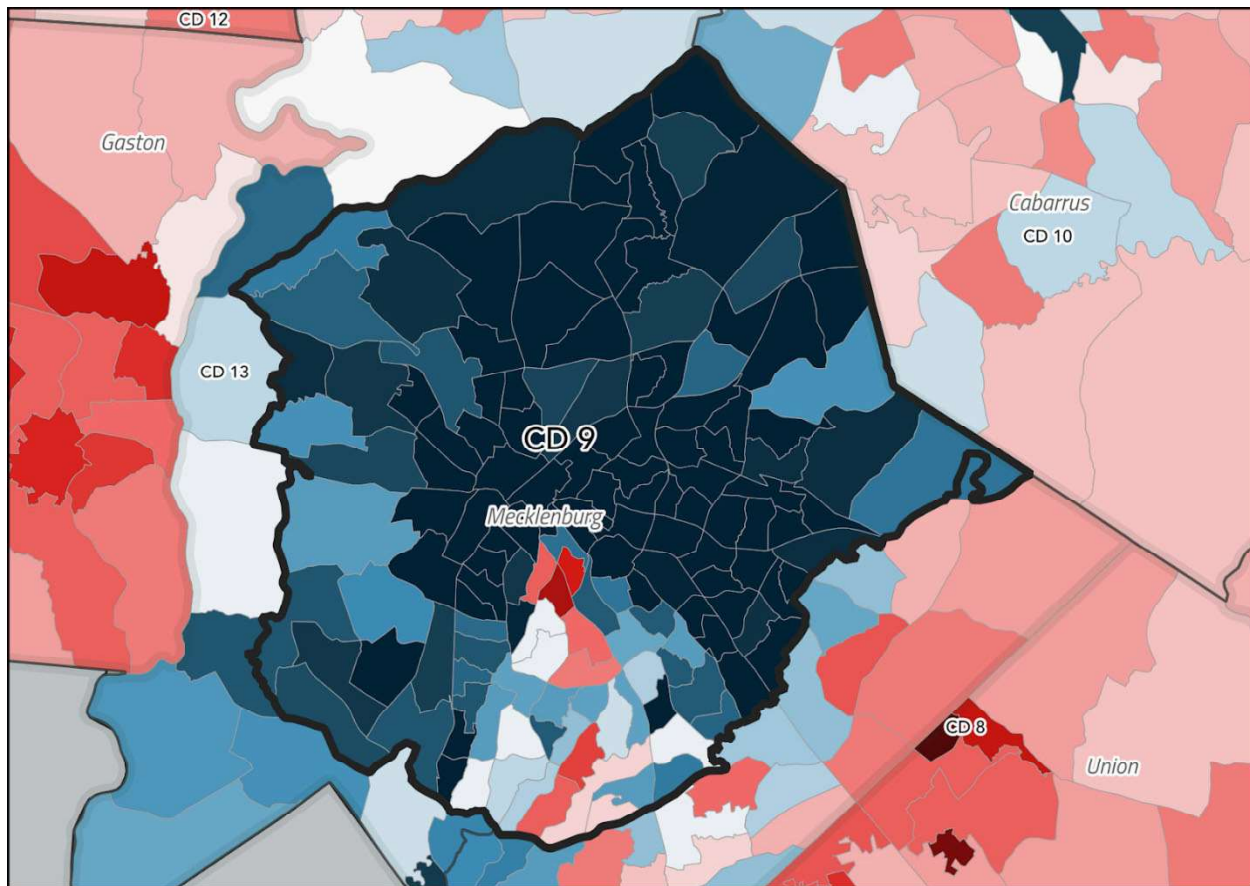 CD 12
Gaston
Cabarrus
CD 10
CD 13
CD 9
Mecklenburg
CD 8
Union